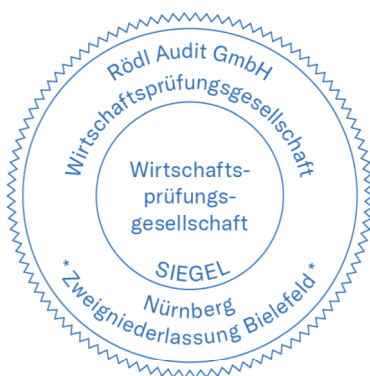 Rödl Audit GmbH
Wirtschaftsprüfungsgesellschaft
Wirtschafts-
prüfungs-
gesellschaft
SIEGEL
Nürnberg
* Zweigniederlassung Bielefeld *